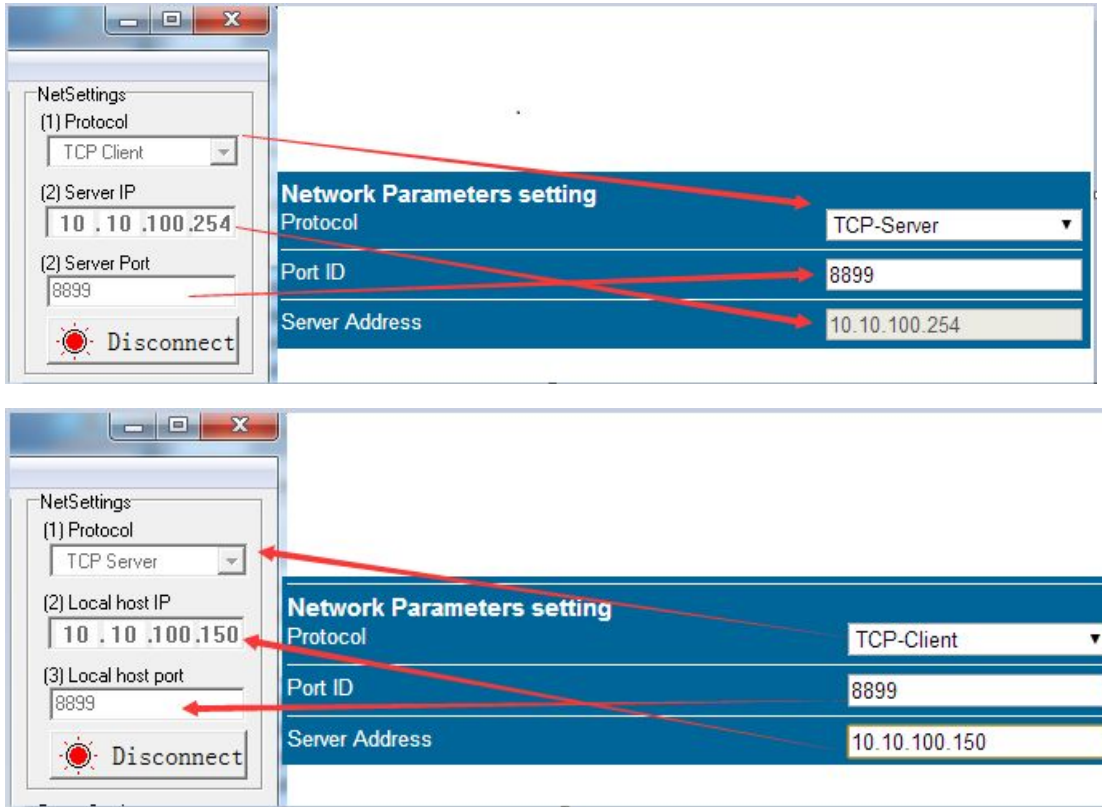 NetSettings
(1) Protocol
TCP Client
(2) Server IP
10 . 10 .100.254
(2) Server Port
8899
Disconnect
Network Parameters setting
Protocol
TCP-Server
Port ID
8899
Server Address
10.10.100.254
NetSettings
(1) Protocol
TCP Server
(2) Local host IP
10 . 10 .100.150
(3) Local host port
8899
Disconnect
Network Parameters setting
Protocol
TCP-Client
Port ID
8899
Server Address
10.10.100.150